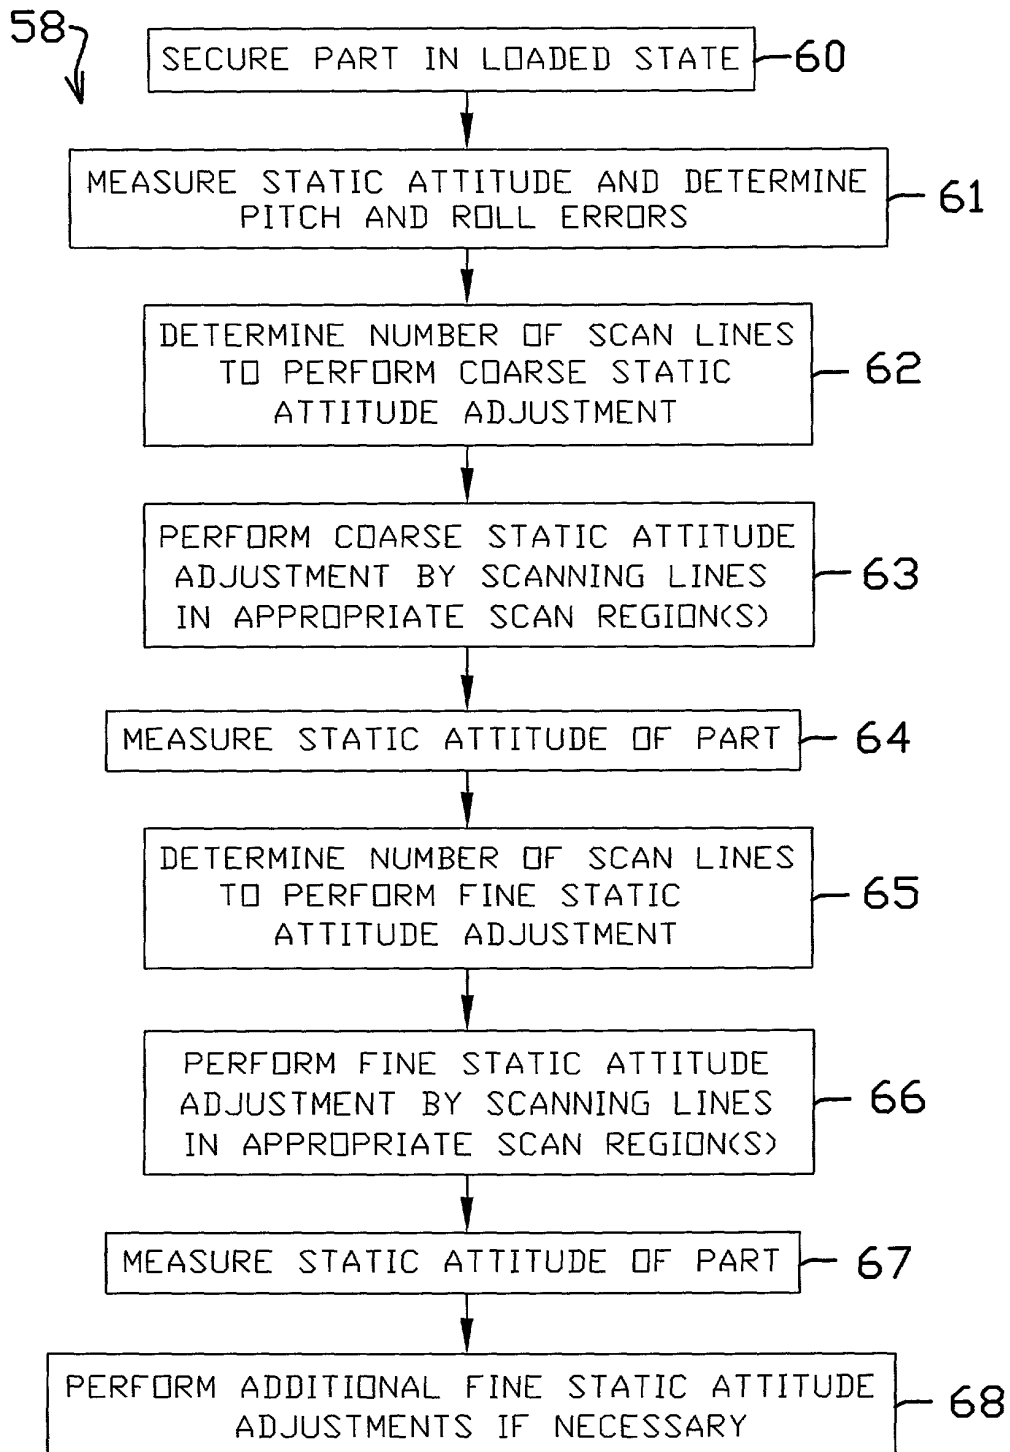 58
SECURE PART IN LOADED STATE
60
MEASURE STATIC ATTITUDE AND DETERMINE
PITCH AND ROLL ERRORS
61
DETERMINE NUMBER OF SCAN LINES
TO PERFORM COARSE STATIC
ATTITUDE ADJUSTMENT
62
PERFORM COARSE STATIC ATTITUDE
ADJUSTMENT BY SCANNING LINES
IN APPROPRIATE SCAN REGION(S)
63
MEASURE STATIC ATTITUDE OF PART
64
DETERMINE NUMBER OF SCAN LINES
TO PERFORM FINE STATIC
ATTITUDE ADJUSTMENT
65
PERFORM FINE STATIC ATTITUDE
ADJUSTMENT BY SCANNING LINES
IN APPROPRIATE SCAN REGION(S)
66
MEASURE STATIC ATTITUDE OF PART
67
PERFORM ADDITIONAL FINE STATIC ATTITUDE
ADJUSTMENTS IF NECESSARY
68